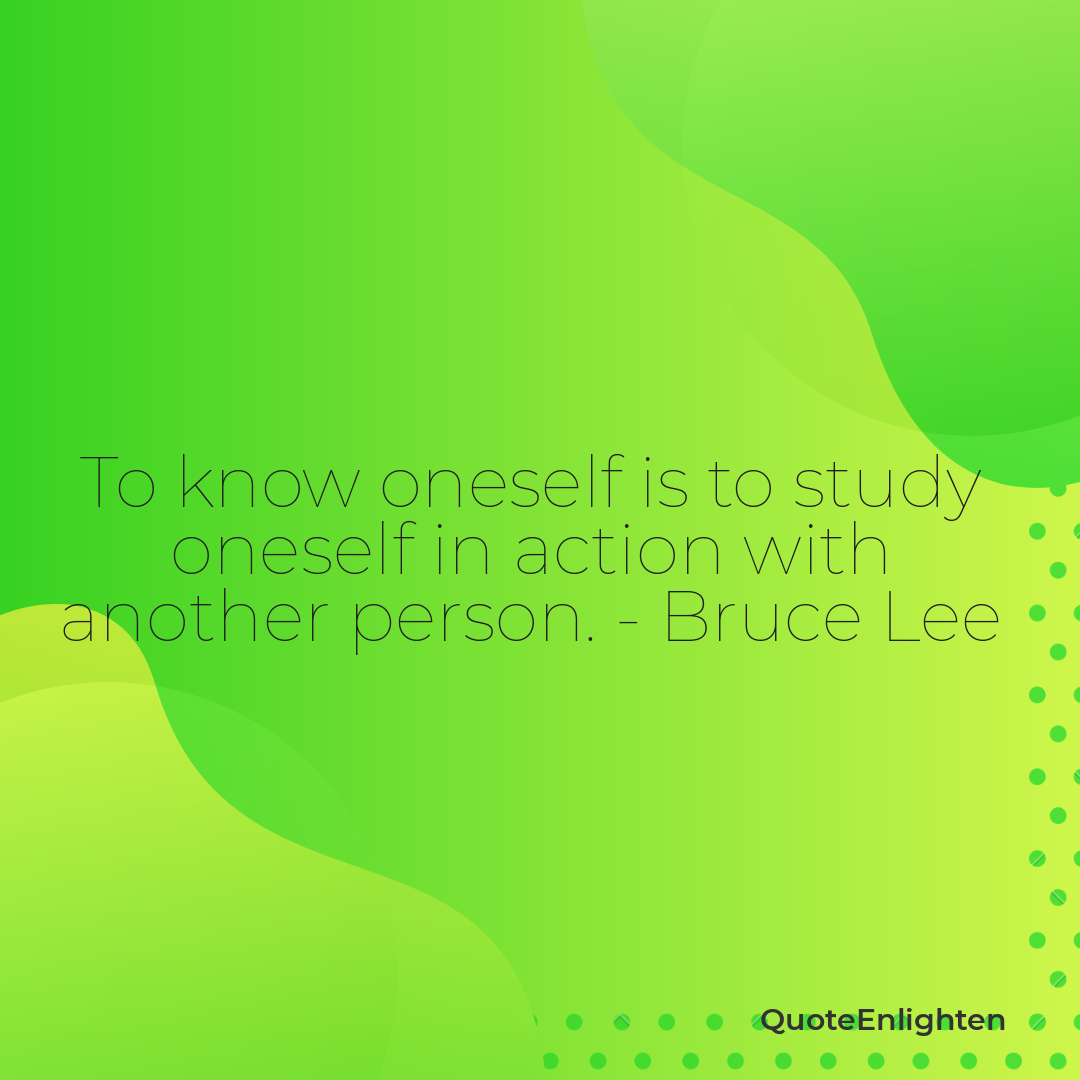 To know oneself is to study
oneself in action with
another person. - Bruce Lee
QuoteEnlighten